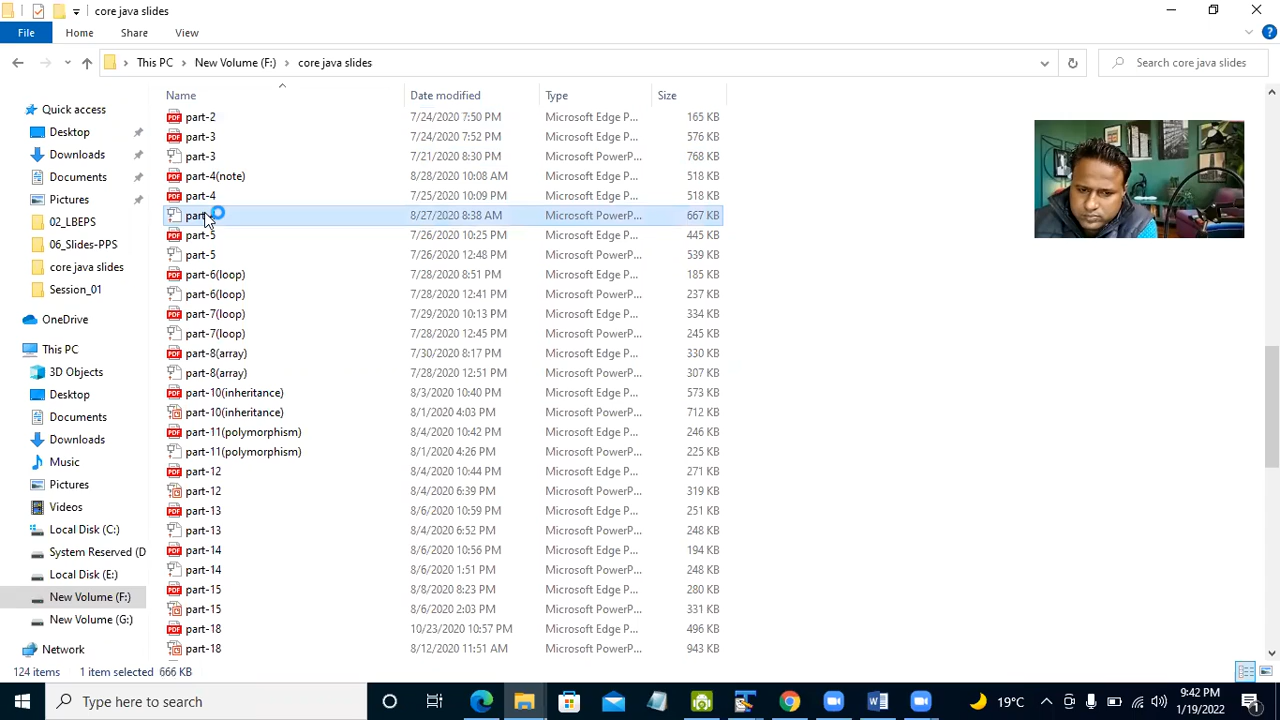 core java slides
File Home Share View
This PC New Volume (F:) core java slides Search core java slides
Name Date modified Type Size
Quick access
Desktop
Downloads
Documents
Pictures
02_LBEPS
06_Slides-PPS
core java slides
Session_01
OneDrive
This PC
3D Objects
Desktop
Documents
Downloads
Music
Pictures
Videos
Local Disk (C:)
System Reserved (D
Local Disk (E:)
New Volume (F:)
New Volume (G:)
Network
part-2 7/24/2020 7:50 PM Microsoft Edge P... 165 KB
part-3 7/24/2020 7:52 PM Microsoft Edge P... 576 KB
part-3 7/21/2020 8:30 PM Microsoft PowerP... 768 KB
part-4(note) 8/28/2020 10:08 AM Microsoft Edge P... 518 KB
part-4 7/25/2020 10:09 PM Microsoft Edge P... 518 KB
8/27/2020 8:38 AM Microsoft PowerP... 667 KB
part-5 7/26/2020 10:25 PM Microsoft Edge P... 445 KB
part-5 7/26/2020 12:48 PM Microsoft PowerP... 539 KB
part-6(loop) 7/28/2020 8:51 PM Microsoft Edge P... 185 KB
part-6(loop) 7/28/2020 12:41 PM Microsoft PowerP... 237 KB
part-7(loop) 7/29/2020 10:13 PM Microsoft Edge P... 334 KB
part-7(loop) 7/28/2020 12:45 PM Microsoft PowerP... 245 KB
part-8(array) 7/30/2020 8:17 PM Microsoft Edge P... 330 KB
part-8(array) 7/28/2020 12:51 PM Microsoft PowerP... 307 KB
part-10(inheritance) 8/3/2020 10:40 PM Microsoft Edge P... 573 KB
part-10(inheritance) 8/1/2020 4:03 PM Microsoft PowerP... 712 KB
part-11(polymorphism) 8/4/2020 10:42 PM Microsoft Edge P... 246 KB
part-11(polymorphism) 8/1/2020 4:26 PM Microsoft PowerP... 225 KB
part-12 8/4/2020 10:44 PM Microsoft Edge P... 271 KB
part-12 8/4/2020 6:39 PM Microsoft PowerP... 319 KB
part-13 8/6/2020 10:59 PM Microsoft Edge P... 251 KB
part-13 8/4/2020 6:52 PM Microsoft PowerP... 248 KB
part-14 8/6/2020 10:56 PM Microsoft Edge P... 194 KB
part-14 8/6/2020 1:51 PM Microsoft PowerP... 248 KB
part-15 8/8/2020 8:23 PM Microsoft Edge P... 280 KB
part-15 8/6/2020 2:03 PM Microsoft PowerP... 331 KB
part-18 10/23/2020 10:57 PM Microsoft Edge P... 496 KB
part-18 8/12/2020 11:51 AM Microsoft PowerP... 943 KB
124 items 1 item selected 666 KB
Type here to search 19°C 9:42 PM
1/19/2022